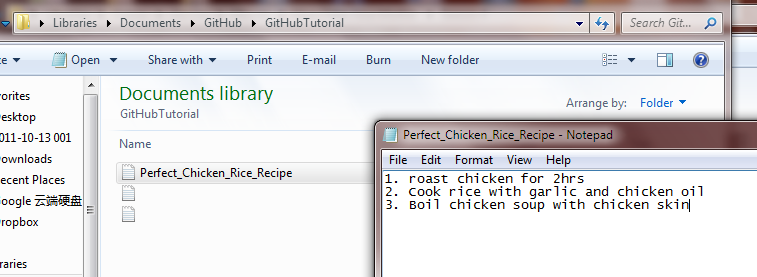 Libraries ▸ Documents ▸ GitHub ▸ GitHubTutorial
Search Git...
Open
Share with
Print
E-mail
Burn
New folder
Documents library
GitHubTutorial
Arrange by: Folder
Name
Perfect_Chicken_Rice_Recipe
vorites
esktop
011-10-13 001
ownloads
ecent Places
Google 云端硬盘
ropbox
raries
Perfect_Chicken_Rice_Recipe - Notepad
File Edit Format View Help
1. roast chicken for 2hrs
2. Cook rice with garlic and chicken oil
3. Boil chicken soup with chicken skin